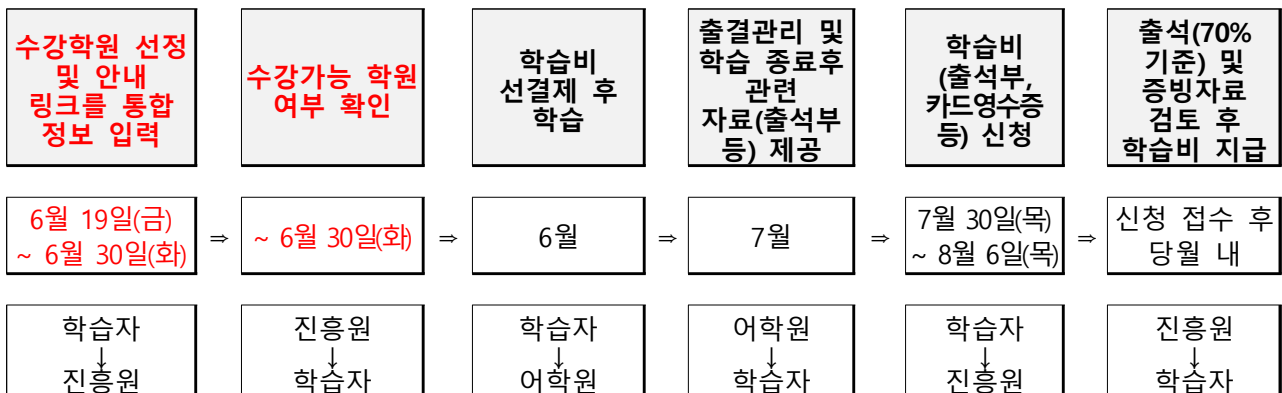 수강학원 선정
및 안내
링크를 통합
정보 입력
수강가능 학원
여부 확인
학습비
선결제 후
학습
출결관리 및
학습 종료후
관련
자료(출석부
등) 제공
학습비
(출석부,
카드영수증
등) 신청
출석(70%
기준) 및
증빙자료
검토 후
학습비 지급
6월 19일(금)
~ 6월 30일(화)
⇒
~ 6월 30일(화)
⇒
6월
⇒
7월
⇒
7월 30일(목)
~ 8월 6일(목)
⇒
신청 접수 후
당월 내
학습자
↓
진흥원
진흥원
↓
학습자
학습자
↓
어학원
어학원
↓
학습자
학습자
↓
진흥원
진흥원
↓
학습자